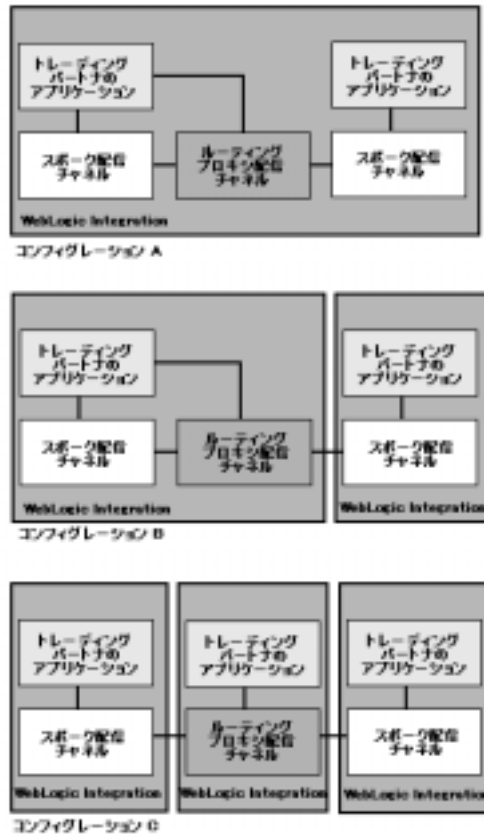 トレーディング
パートナの
アプリケーション
トレーディング
パートナの
アプリケーション
スポーク配信
チャネル
ルーティング
プロキシ配信
チャネル
スポーク配信
チャネル
WebLogic Integration
コンフィグレーション A
トレーディング
パートナの
アプリケーション
トレーディング
パートナの
アプリケーション
スポーク配信
チャネル
ルーティング
プロキシ配信
チャネル
スポーク配信
チャネル
WebLogic Integration
WebLogic Integration
コンフィグレーション B
トレーディング
パートナの
アプリケーション
トレーディング
パートナの
アプリケーション
トレーディング
パートナの
アプリケーション
スポーク配信
チャネル
ルーティング
プロキシ配信
チャネル
スポーク配信
チャネル
WebLogic Integration
WebLogic Integration
WebLogic Integration
コンフィグレーション C